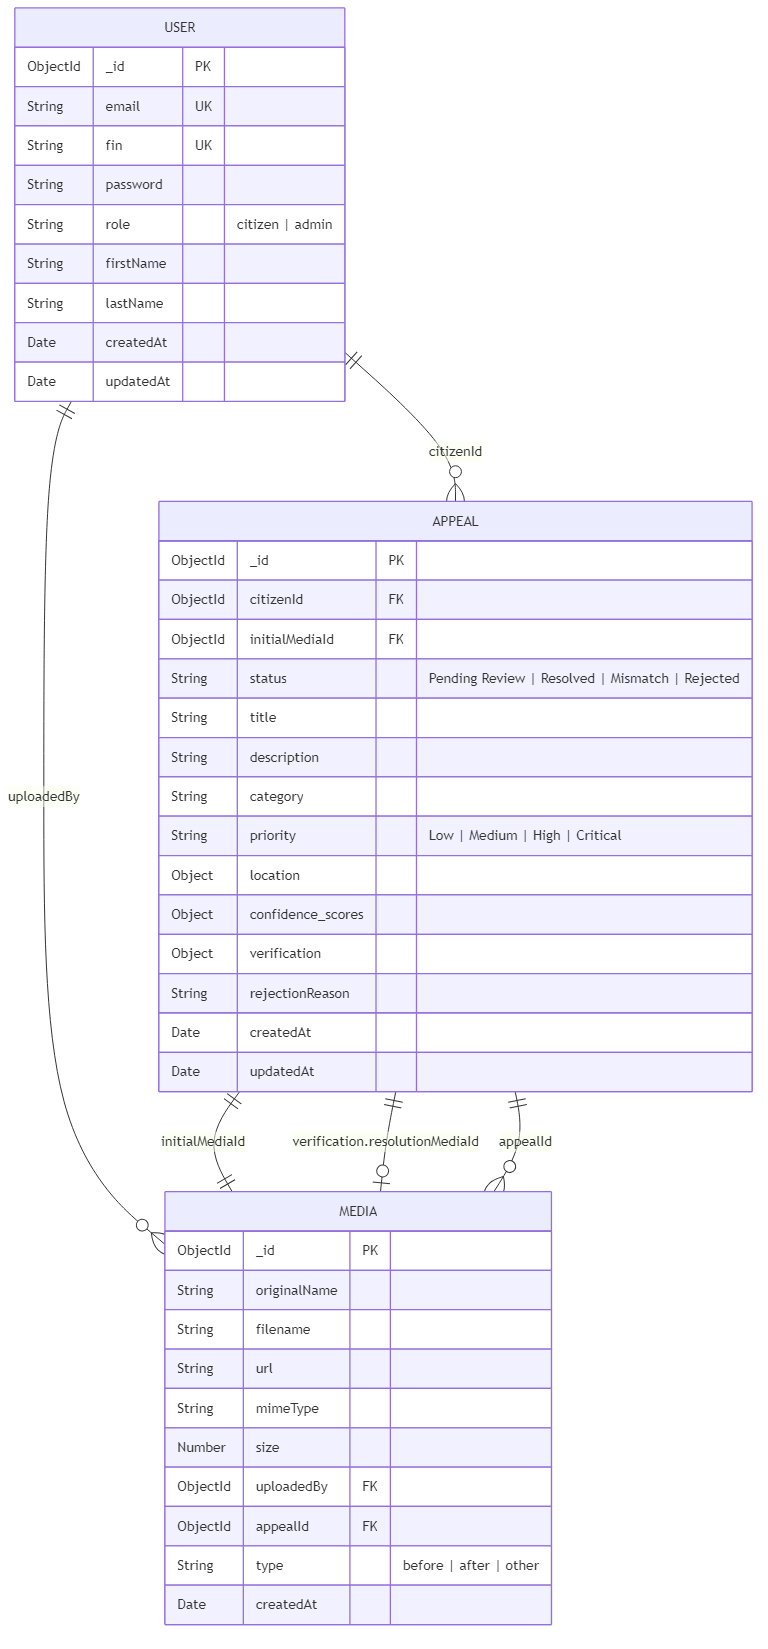 USER
ObjectId _id PK
String email UK
String fin UK
String password
String role citizen | admin
String firstName
String lastName
Date createdAt
Date updatedAt
citizenId
APPEAL
ObjectId _id PK
ObjectId citizenId FK
ObjectId initialMediaId FK
String status Pending Review | Resolved | Mismatch | Rejected
String title
String description
String category
uploadedBy
String priority Low | Medium | High | Critical
Object location
Object confidence_scores
Object verification
String rejectionReason
Date createdAt
Date updatedAt
initialMediaId verification.resolutionMediaId appealId
MEDIA
ObjectId _id PK
String originalName
String filename
String url
String mimeType
Number size
ObjectId uploadedBy FK
ObjectId appealId FK
String type before | after | other
Date createdAt